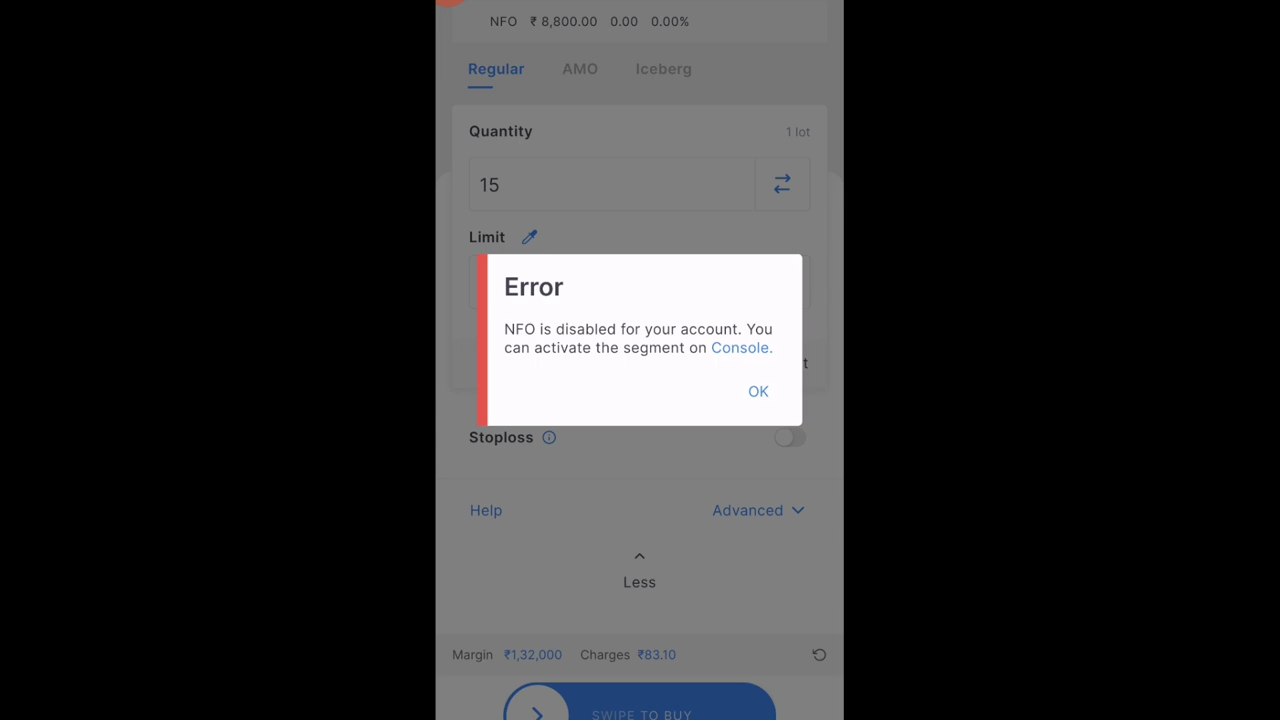 NFO ₹ 8,800.00 0.00 0.00%
Regular AMO Iceberg
Quantity 1 lot
15
Limit
Error
NFO is disabled for your account. You
can activate the segment on Console.
OK
t
Stoploss
Help Advanced
Less
Margin ₹1,32,000 Charges ₹83.10
SWIPE TO BUY